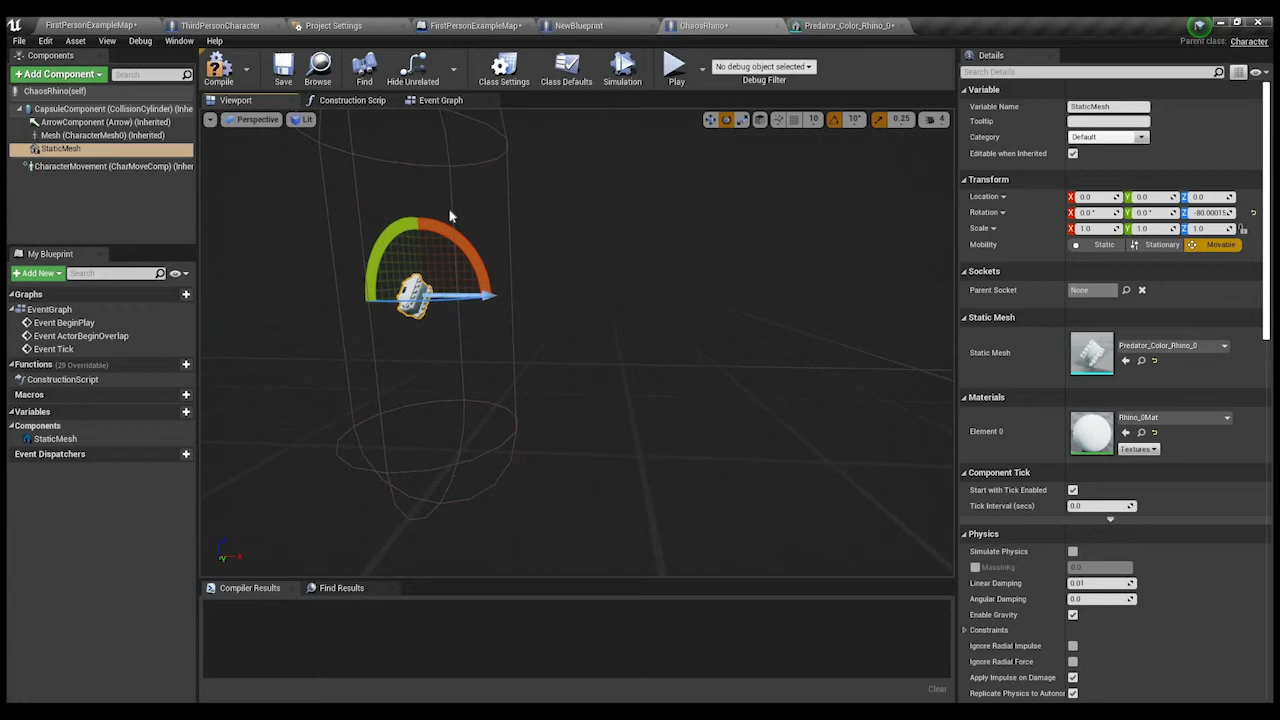 FirstPersonExampleMap•
ThirdPersonCharacter
Project Settings
FirstPersonExampleMap*
NewBlueprint
ChaosRhino*
Predator_Color_Rhino_0•
File Edit Asset View Debug Window Help
Parent class: Character
Components
+Add Component Search
ChaosRhino(self)
CapsuleComponent (CollisionCylinder) (Inhe
ArrowComponent (Arrow) (Inherited)
Mesh (CharacterMesh0) (Inherited)
StaticMesh
CharacterMovement (CharMoveComp) (Inher
Compile Save Browse Find Hide Unrelated Class Settings Class Defaults Simulation Play
No debug object selected
Debug Filter
Viewport Construction Scrip Event Graph
Perspective Lit
10 10° 0.25 4
My Blueprint
+Add New Search
Graphs
EventGraph
Event BeginPlay
Event ActorBeginOverlap
Event Tick
Functions (29 Overridable)
ConstructionScript
Macros
Variables
Components
StaticMesh
Event Dispatchers
X
Compiler Results Find Results
Clear
Details
Search Details
Variable
Variable Name StaticMesh
Tooltip
Category Default
Editable when Inherited
Transform
Location X 0.0 Y 0.0 Z 0.0
Rotation X 0.0 ° Y 0.0 ° Z -80.00015
Scale X 1.0 Y 1.0 Z 1.0
Mobility Static Stationary Movable
Sockets
Parent Socket None
Static Mesh
Static Mesh Predator_Color_Rhino_0
Materials
Element 0 Rhino_0Mat
Textures
Component Tick
Start with Tick Enabled
Tick Interval (secs) 0.0
Physics
Simulate Physics
MassInKg 0.0
Linear Damping 0.01
Angular Damping 0.0
Enable Gravity
Constraints
Ignore Radial Impulse
Ignore Radial Force
Apply Impulse on Damage
Replicate Physics to Autonor